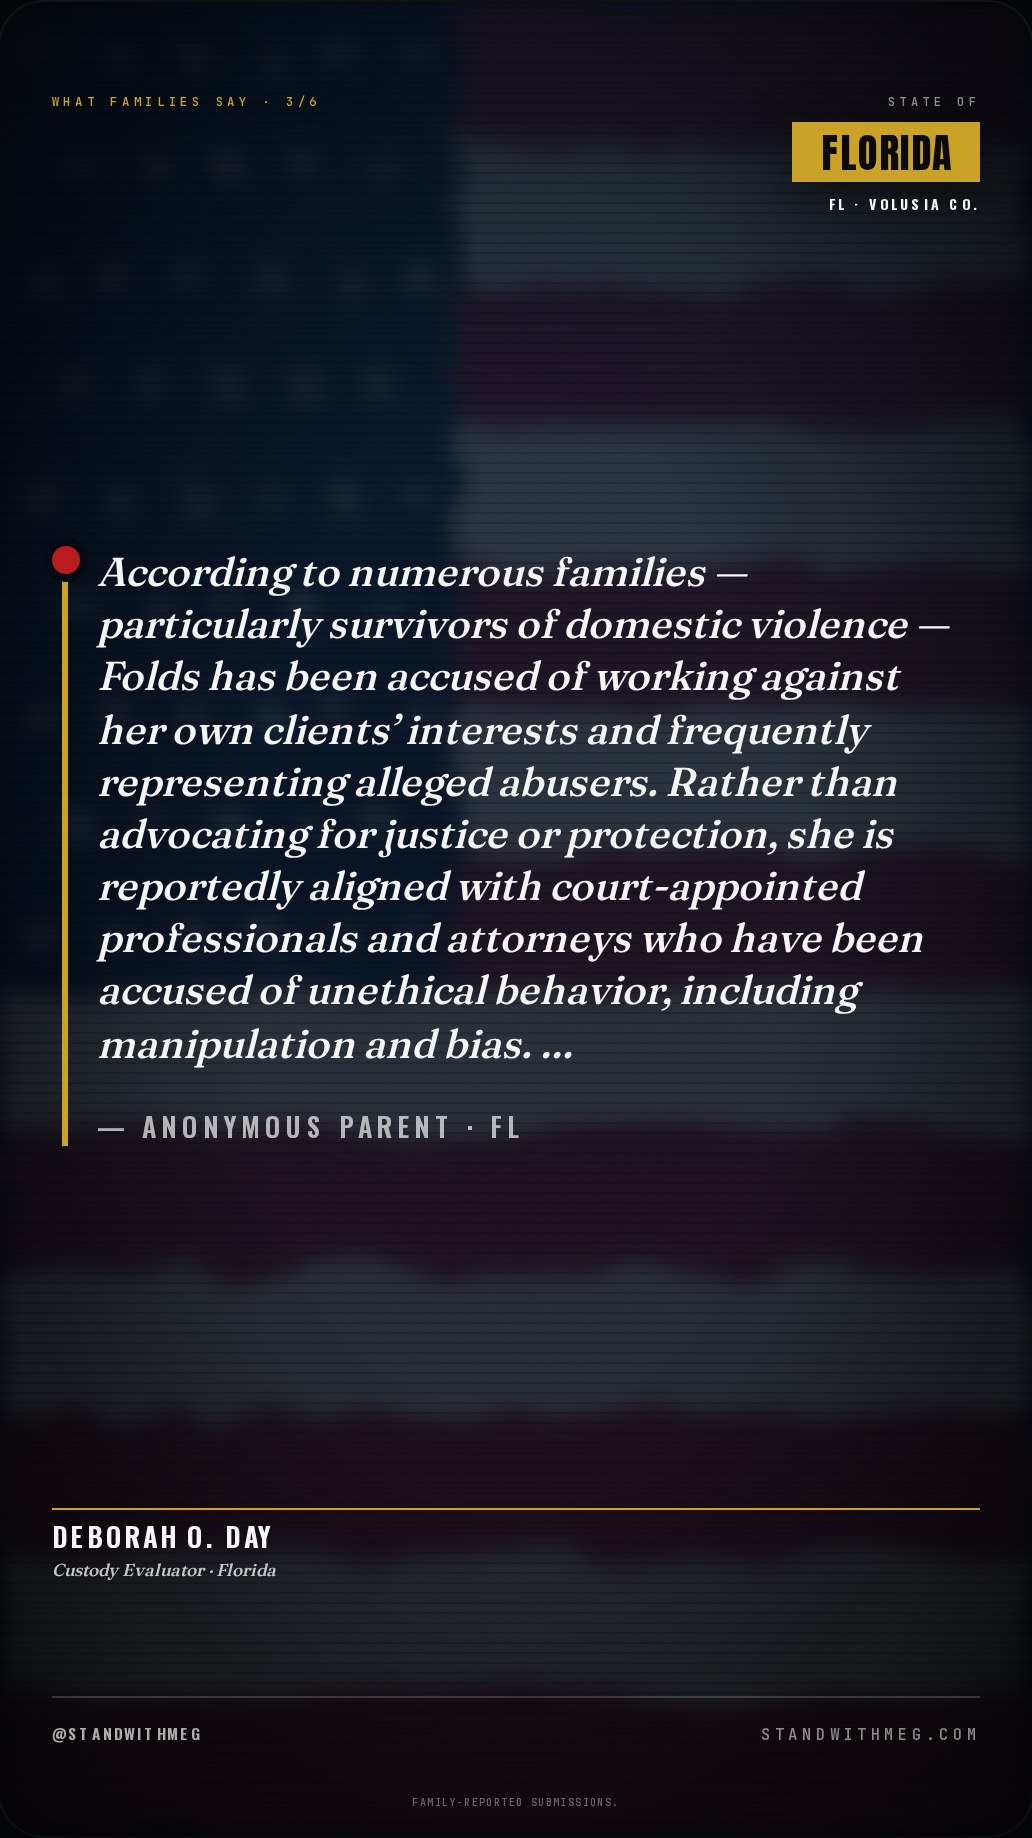 WHAT FAMILIES SAY · 3/6
STATE OF
FLORIDA
FL · VOLUSIA CO.
According to numerous families —
particularly survivors of domestic violence —
Folds has been accused of working against
her own clients’ interests and frequently
representing alleged abusers. Rather than
advocating for justice or protection, she is
reportedly aligned with court-appointed
professionals and attorneys who have been
accused of unethical behavior, including
manipulation and bias. ...
— ANONYMOUS PARENT · FL
DEBORAH O. DAY
Custody Evaluator · Florida
@STANDWITHMEG
STANDWITHMEG.COM
FAMILY-REPORTED SUBMISSIONS.